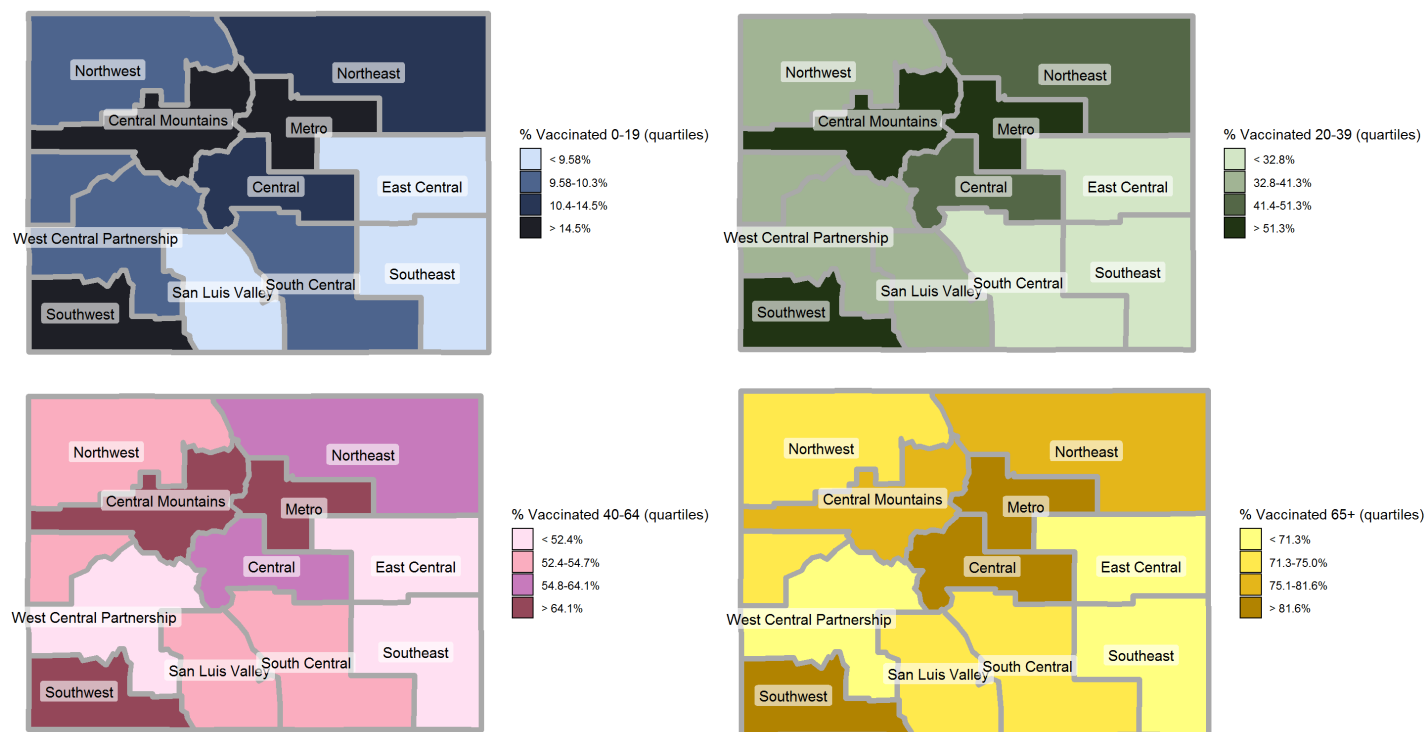 Northwest
Northeast
Central Mountains
Metro
Central
East Central
West Central Partnership
Southeast
San Luis Valley
South Central
Southwest
% Vaccinated 0-19 (quartiles)
< 9.58%
9.58-10.3%
10.4-14.5%
> 14.5%
Northwest
Northeast
Central Mountains
Metro
Central
East Central
West Central Partnership
Southeast
San Luis Valley
South Central
Southwest
% Vaccinated 20-39 (quartiles)
< 32.8%
32.8-41.3%
41.4-51.3%
> 51.3%
Northwest
Northeast
Central Mountains
Metro
Central
East Central
West Central Partnership
Southeast
San Luis Valley
South Central
Southwest
% Vaccinated 40-64 (quartiles)
< 52.4%
52.4-54.7%
54.8-64.1%
> 64.1%
Northwest
Northeast
Central Mountains
Metro
Central
East Central
West Central Partnership
Southeast
San Luis Valley
South Central
Southwest
% Vaccinated 65+ (quartiles)
< 71.3%
71.3-75.0%
75.1-81.6%
> 81.6%